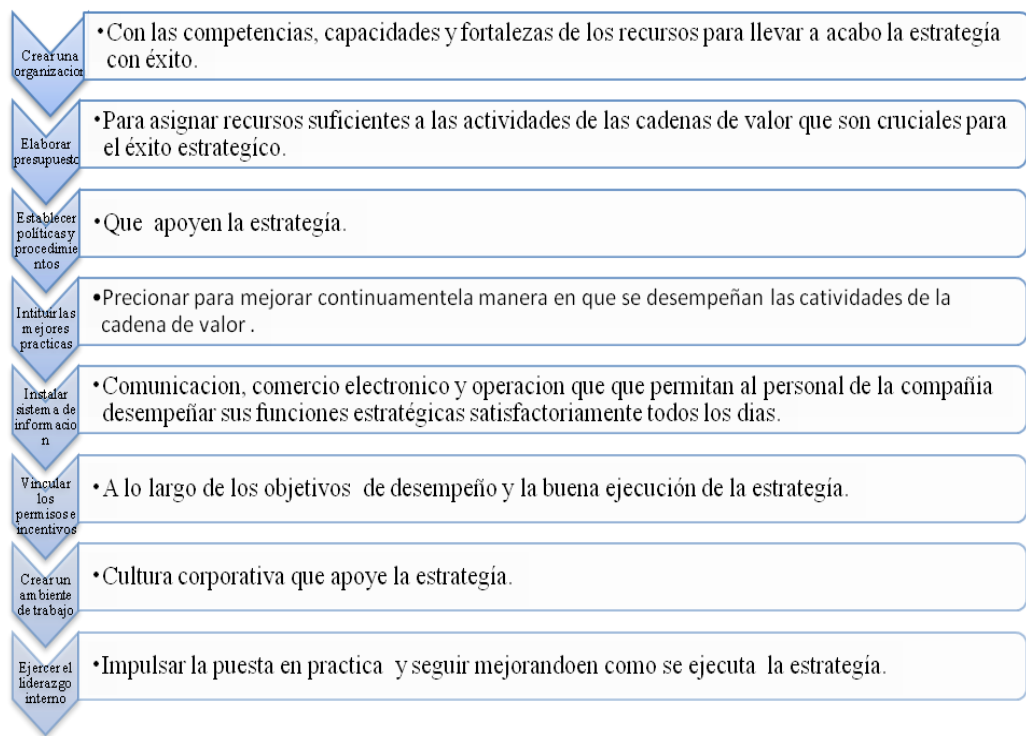 Crear una
organizacion
•Con las competencias, capacidades y fortalezas de los recursos para llevar a acabo la estrategía
con éxito.
Elaborar
presupuesto
•Para asignar recursos suficientes a las actividades de las cadenas de valor que son cruciales para
el éxito estrategíco.
Establecer
políticas y
procedimie
ntos
•Que apoyen la estrategía.
Intituir las
mejores
practicas
•Precionar para mejorar continuamentela manera en que se desempeñan las catividades de la
cadena de valor .
Instalar
sistema de
informacio
n
•Comunicacion, comercio electronico y operacion que que permitan al personal de la compañia
desempeñar sus funciones estratégicas satisfactoriamente todos los dias.
Vincular
los
permisos e
incentivos
•A lo largo de los objetivos de desempeño y la buena ejecución de la estrategía.
Crear un
ambiente
de trabajo
•Cultura corporativa que apoye la estrategía.
Ejercer el
liderazgo
interno
•Impulsar la puesta en practica y seguir mejorandoen como se ejecuta la estrategía.